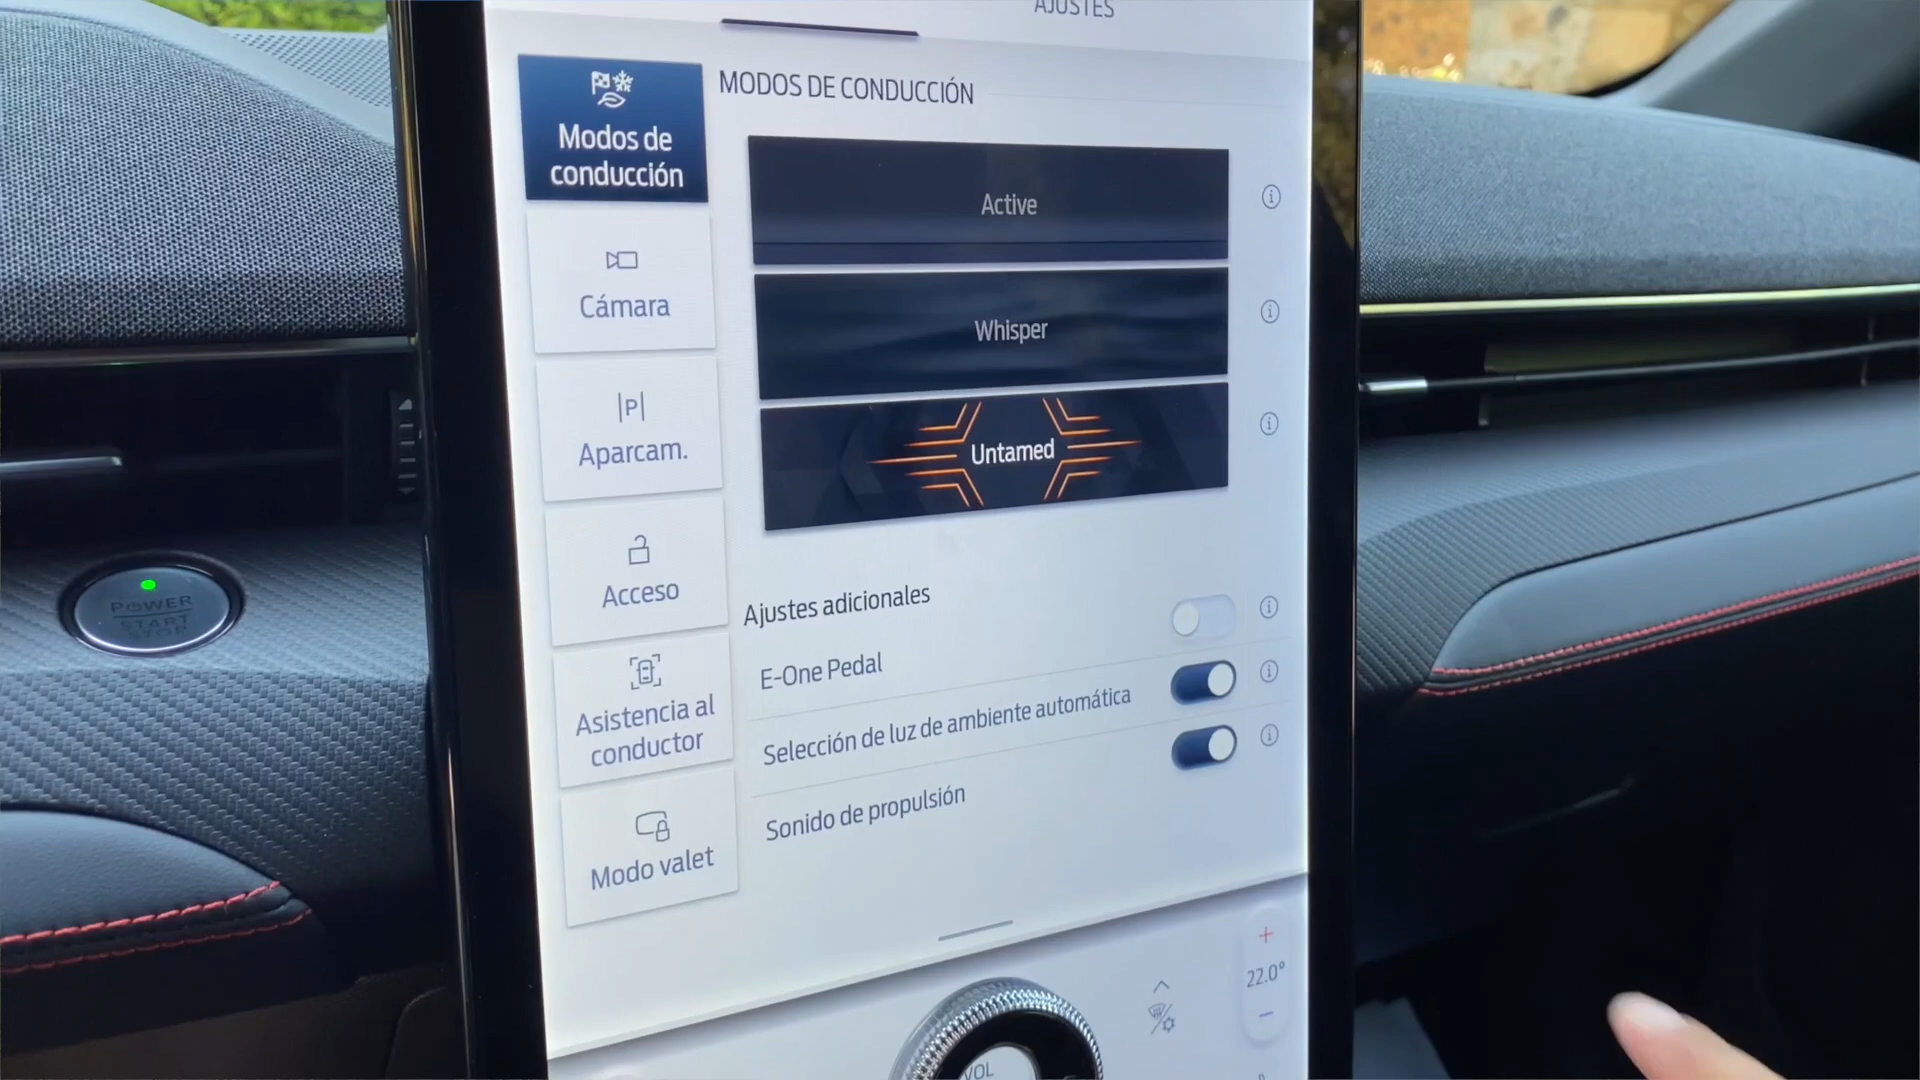 AJUSTES
MODOS DE CONDUCCIÓN
Modos de
conducción
Cámara
Aparcam.
Acceso
Asistencia al
conductor
Modo valet
Active
Whisper
Untamed
Ajustes adicionales
E-One Pedal
Selección de luz de ambiente automática
Sonido de propulsión
POWER
START
STOP
22.0°
VOL